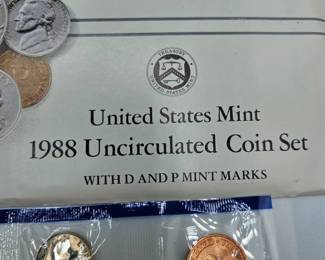 United States Mint
1988 Uncirculated Coin Set
WITH D AND P MINT MARKS